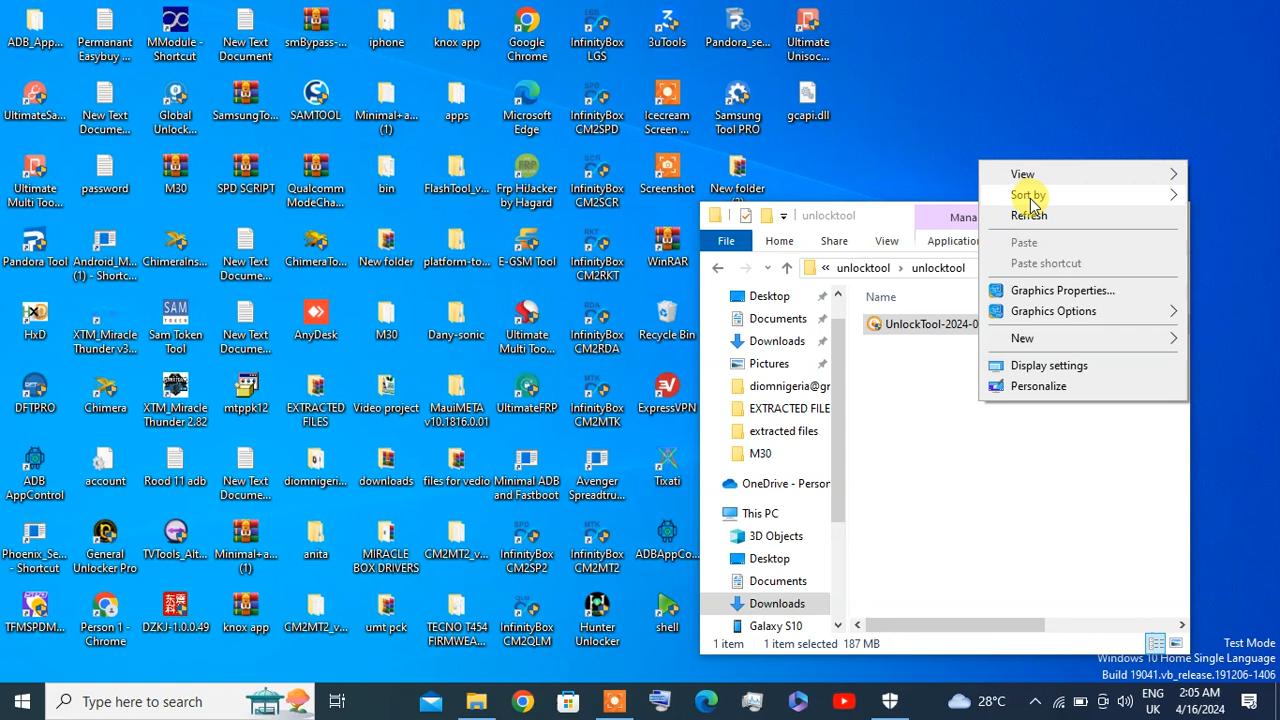 ADB_App...
Permanant
Easybuy ...
MModule -
Shortcut
New Text
Document
smBypass-...
iphone
knox app
Google
Chrome
InfinityBox
LGS
3uTools
Pandora_se...
Ultimate
Unisoc...
UltimateSa...
New Text
Docume...
Global
Unlock...
SamsungTo...
SAMTOOL
Minimal+a...
(1)
apps
Microsoft
Edge
InfinityBox
CM2SPD
Icecream
Screen ...
Samsung
Tool PRO
gcapi.dll
Ultimate
Multi Too...
password
M30
SPD SCRIPT
Qualcomm
ModeCha...
bin
FlashTool_v...
Frp HiJacker
by Hagard
InfinityBox
CM2SCR
Screenshot
New folder
(2)
Pandora Tool
Android_M...
(1) - Shortc...
ChimeraIns...
New Text
Docume...
ChimeraTo...
New folder
platform-to...
E-GSM Tool
InfinityBox
CM2RKT
WinRAR
HxD
XTM_Miracle
Thunder v3...
Sam Token
Tool
New Text
Docume...
AnyDesk
M30
Dany-sonic
Ultimate
Multi Too...
InfinityBox
CM2RDA
Recycle Bin
DFTPRO
Chimera
XTM_Miracle
Thunder 2.82
mtppk12
EXTRACTED
FILES
Video project
MauiMETA
v10.1816.0.01
UltimateFRP
InfinityBox
CM2MTK
ExpressVPN
ADB
AppControl
account
Rood 11 adb
New Text
Docume...
diomnigeri...
downloads
files for vedio
Minimal ADB
and Fastboot
Avenger
Spreadtru...
Tixati
Phoenix_Se...
- Shortcut
General
Unlocker Pro
TVTools_Alt...
Minimal+a...
(1)
anita
MIRACLE
BOX DRIVERS
CM2MT2_v...
InfinityBox
CM2SP2
InfinityBox
CM2MT2
ADBAppCo...
TFMSPDM...
Person 1 -
Chrome
DZKJ-1.0.0.49
knox app
CM2MT2_v...
umt pck
TECNO T454
FIRMWEA...
InfinityBox
CM2QLM
Hunter
Unlocker
shell
unlocktool
Mana
File
Home
Share
View
Application
« unlocktool › unlocktool
Name
UnlockTool-2024-0
Desktop
Documents
Downloads
Pictures
diomnigeria@gr
EXTRACTED FILE
extracted files
M30
OneDrive - Person
This PC
3D Objects
Desktop
Documents
Downloads
Galaxy S10
1 item
1 item selected 187 MB
View
Sort by
Refresh
Paste
Paste shortcut
Graphics Properties...
Graphics Options
New
Display settings
Personalize
Test Mode
Windows 10 Home Single Language
Build 19041.vb_release.191206-1406
Type here to search
28°C
ENG
UK
2:05 AM
4/16/2024